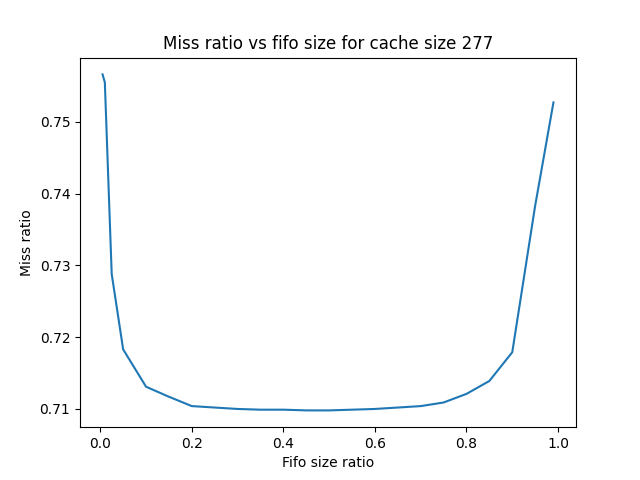 Miss ratio vs fifo size for cache size 277
0.75
0.74
0.73
0.72
0.71
Miss ratio
0.0 0.2 0.4 0.6 0.8 1.0
Fifo size ratio